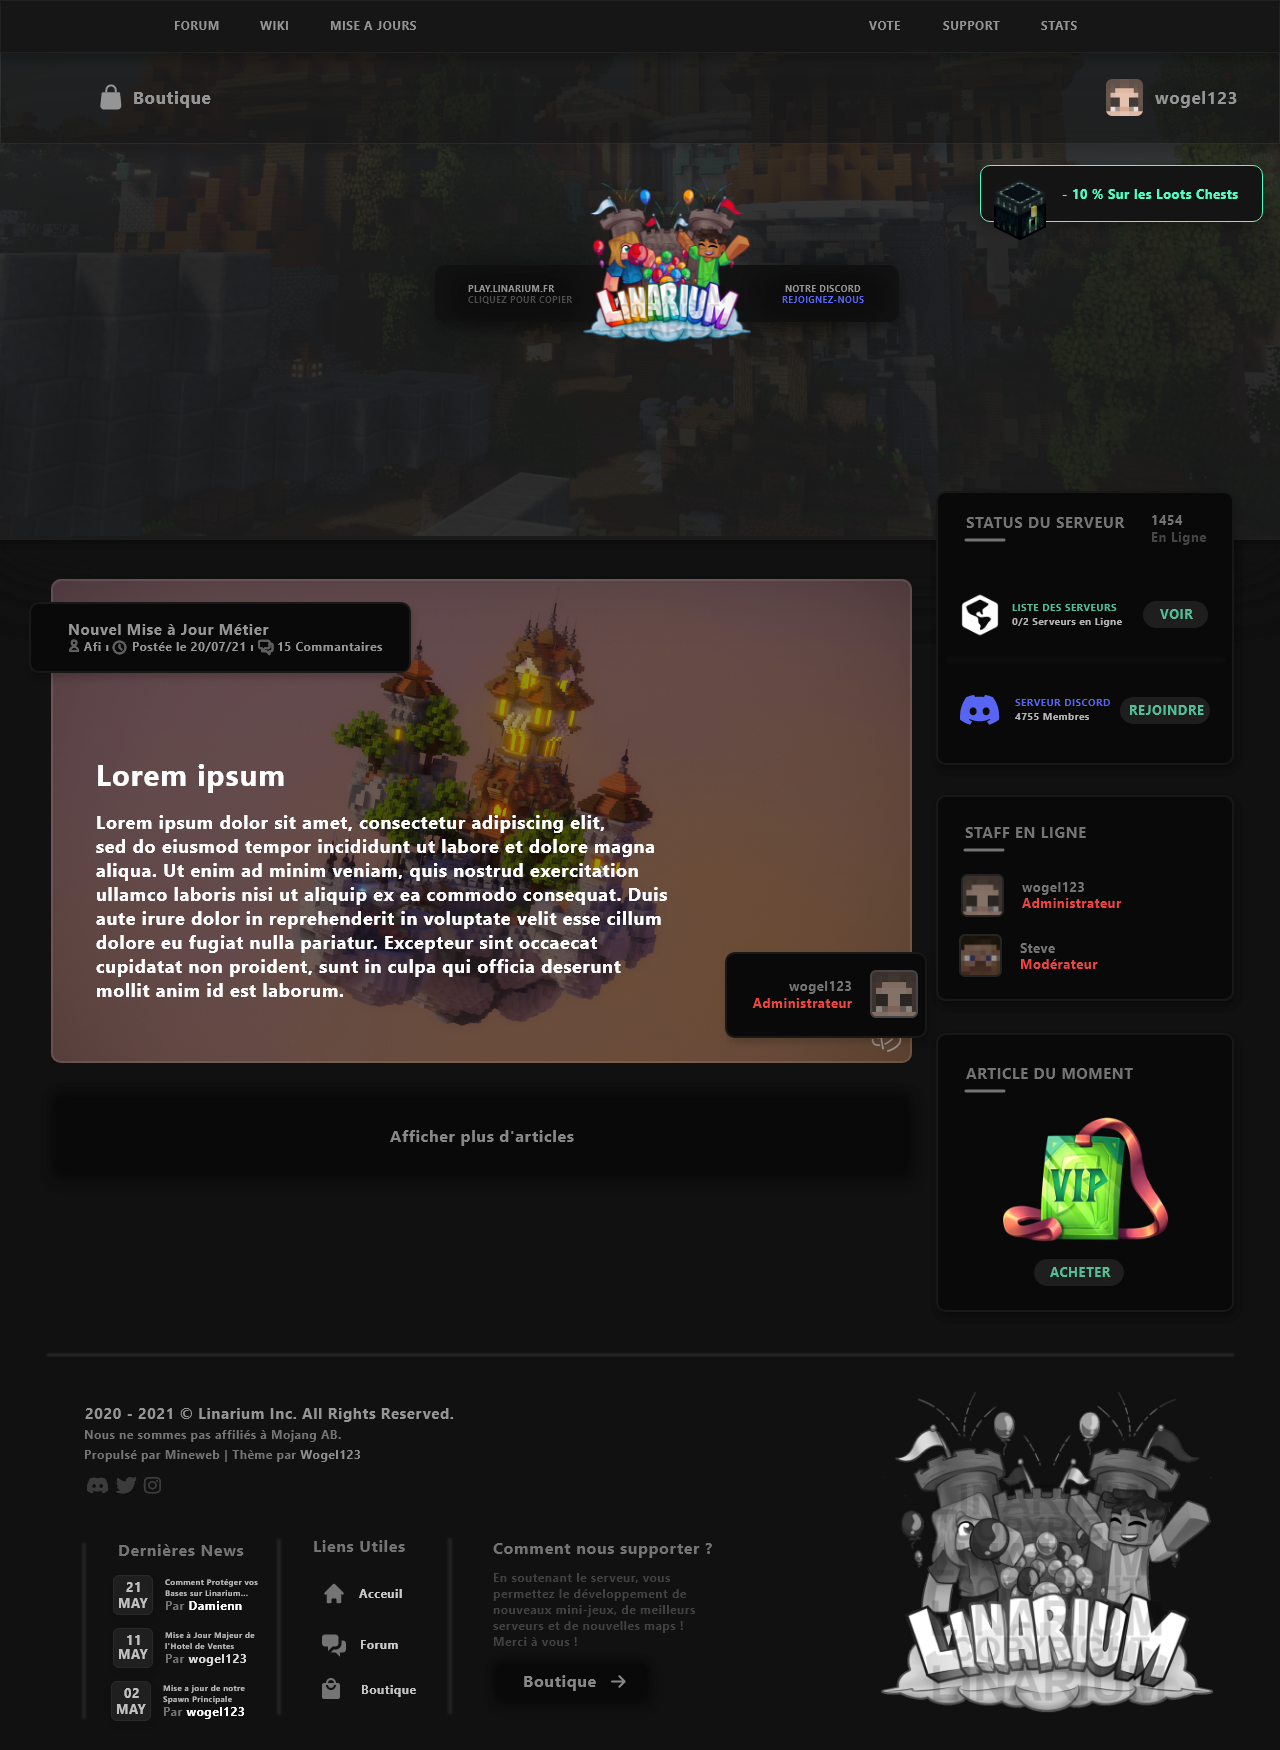 FORUM WIKI MISE A JOURS VOTE SUPPORT STATS
Boutique wogel123
- 10 % Sur les Loots Chests
PLAY.LINARIUM.FR
CLIQUEZ POUR COPIER
LINARIUM
NOTRE DISCORD
REJOIGNEZ-NOUS
STATUS DU SERVEUR
1454
En Ligne
LISTE DES SERVEURS
0/2 Serveurs en Ligne
VOIR
SERVEUR DISCORD
4755 Membres
REJOINDRE
Nouvel Mise à Jour Métier
Afi ı Postée le 20/07/21 ı 15 Commantaires
Lorem ipsum
Lorem ipsum dolor sit amet, consectetur adipiscing elit,
sed do eiusmod tempor incididunt ut labore et dolore magna
aliqua. Ut enim ad minim veniam, quis nostrud exercitation
ullamco laboris nisi ut aliquip ex ea commodo consequat. Duis
aute irure dolor in reprehenderit in voluptate velit esse cillum
dolore eu fugiat nulla pariatur. Excepteur sint occaecat
cupidatat non proident, sunt in culpa qui officia deserunt
mollit anim id est laborum.
wogel123
Administrateur
STAFF EN LIGNE
wogel123
Administrateur
Steve
Modérateur
Afficher plus d'articles
ARTICLE DU MOMENT
VIP
ACHETER
2020 - 2021 © Linarium Inc. All Rights Reserved.
Nous ne sommes pas affiliés à Mojang AB.
Propulsé par Mineweb | Thème par Wogel123
Dernières News
21
MAY
Comment Protéger vos
Bases sur Linarium...
Par Damienn
11
MAY
Mise à Jour Majeur de
l'Hotel de Ventes
Par wogel123
02
MAY
Mise a jour de notre
Spawn Principale
Par wogel123
Liens Utiles
Acceuil
Forum
Boutique
Comment nous supporter ?
En soutenant le serveur, vous
permettez le développement de
nouveaux mini-jeux, de meilleurs
serveurs et de nouvelles maps !
Merci à vous !
Boutique
LINARIUM